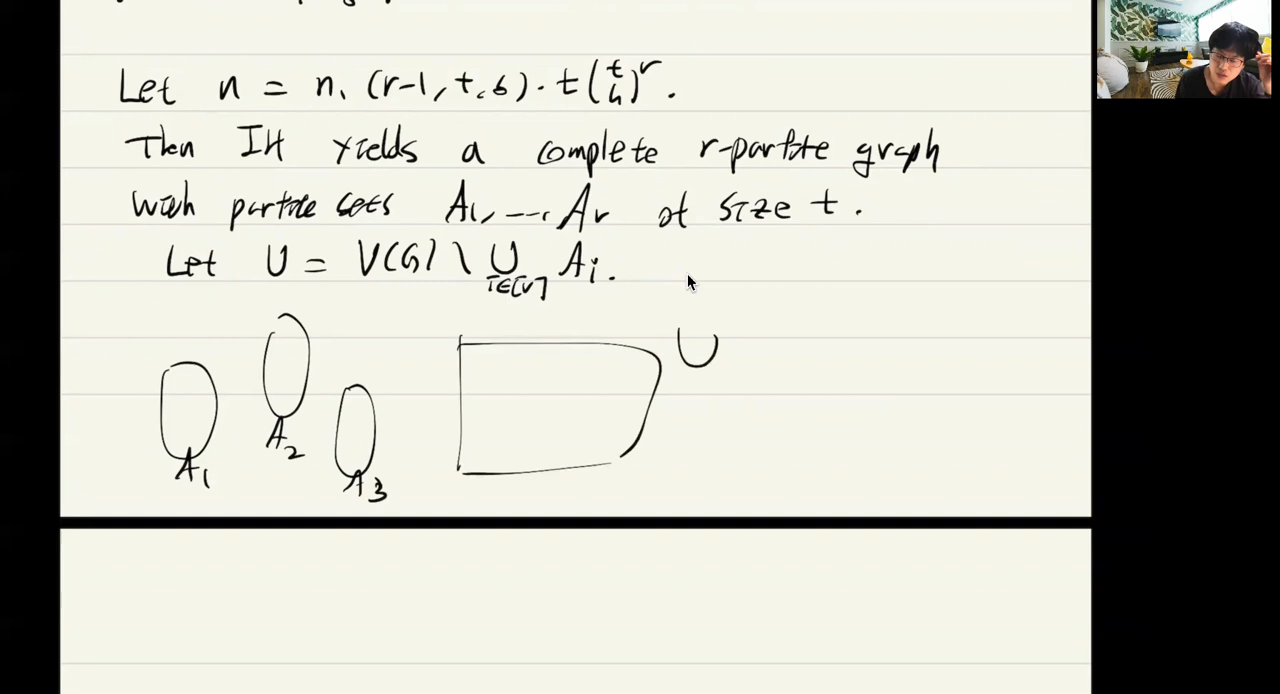 Let n = n₁ (r-1, t, δ) · t (t h)^r.
Then IH yields a complete r-partite graph
with partite sets A₁, ..., Aᵣ of size t.
Let U = V(G) \ ⋃_{i∈[r]} Aᵢ.
U
A₂
A₁
A₃